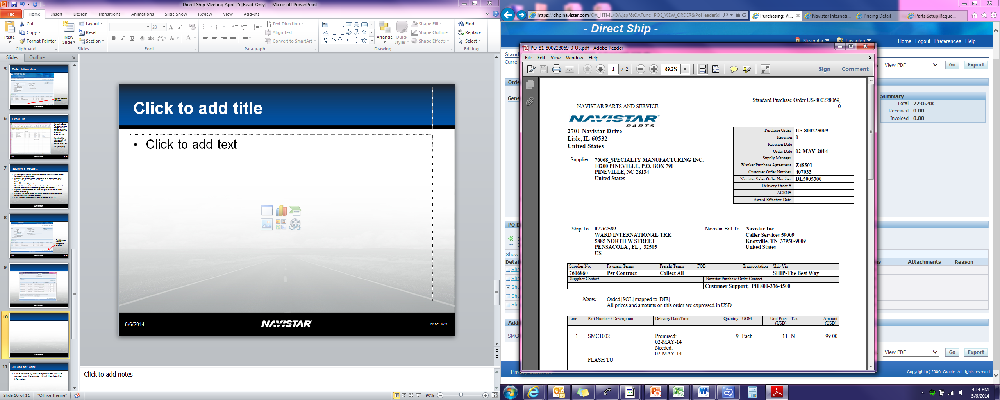 Direct Ship Meeting April 25 [Read-Only] - Microsoft PowerPoint
File Home Insert Design Transitions Animations Slide Show Review View Add-Ins
Paste
Cut
Copy
Format Painter
Clipboard
New Slide
Layout
Reset
Section
Slides
28
Font
Text Direction
Align Text
Convert to SmartArt
Paragraph
Arrange
Quick Styles
Shape Fill
Shape Outline
Shape Effects
Drawing
Find
Replace
Select
Editing
Slides Outline
5
Order Information
6
Excel File
7
Supplier's Request
8
9
10
11
Jill and her Team!
• Once we have update the spreadsheet with the
request from the supplier, Jill will then take the
information
Click to add title
• Click to add text
5/6/2014
NAVISTAR
NYSE: NAV
Click to add notes
Slide 10 of 11
"Office Theme"
90%
https://dhp.navistar.com/OA_HTML/OA.jsp?&OAFunc=POS_VIEW_ORDER&PoHeaderId=
Purchasing: Vi...
Navistar Internati...
Pricing Detail
Parts Setup Reque...
- Direct Ship -
Navigator Favorites
Home Logout Preferences Help
View PDF Go Export
Summary
Total 2236.48
Received 0.00
Invoiced 0.00
Attachments Reason
View PDF Go Export
Privacy Statement
Copyright (c) 2006, Oracle. All rights reserved.
PO_81_800228069_0_US.pdf - Adobe Reader
File Edit View Window Help
1 / 2
89.2%
Sign Comment
Standard Purchase Order US-800228069,
0
NAVISTAR PARTS AND SERVICE
NAVISTAR
PARTS
2701 Navistar Drive
Lisle, IL 60532
United States
Supplier: 76068_SPECIALTY MANUFACTURING INC.
10200 PINEVILLE, P.O. BOX 790
PINEVILLE, NC 28134
United States
Purchase Order US-800228069
Revision 0
Revision Date
Order Date 02-MAY-2014
Supply Manager
Blanket Purchase Agreement Z48501
Customer Order Number 407033
Navistar Sales Order Number DL5005300
Delivery Order #
ACRN#
Award Effective Date
Ship To: 07762589
WARD INTERNATIONAL TRK
5885 NORTH W STREET
PENSACOLA , FL , 32505
US
Navistar Bill To: Navistar Inc.
Caller Services 59009
Knoxville, TN 37950-9009
United States
Supplier No. Payment Terms Freight Terms FOB Transportation Ship Via
7606860 Per Contract Collect All SHIP-The Best Way
Supplier Contact Navistar Purchase Order Contact
Customer Support, PH 800-336-4500
Notes: Ordcd |SOL| mapped to |DIR|
All prices and amounts on this order are expressed in USD
Line Part Number / Description Delivery Date/Time Quantity UOM Unit Price (USD) Tax Amount (USD)
1 SMC1002 Promised: 9 Each 11 N 99.00
02-MAY-14
Needed:
02-MAY-14
FLASH TU
4:14 PM
5/6/2014